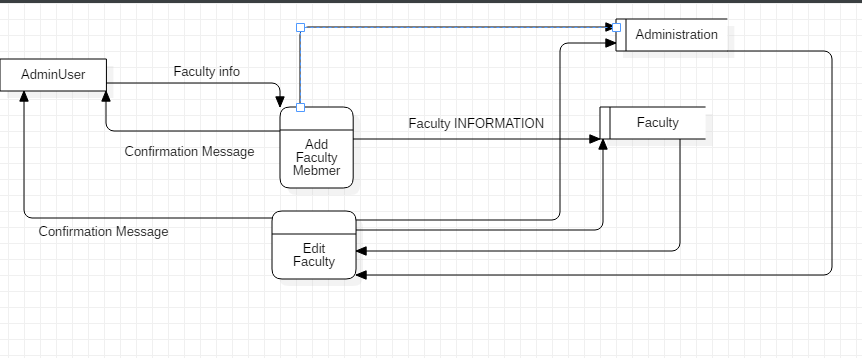 Administration
AdminUser
Faculty info
Faculty INFORMATION
Faculty
Add
Faculty
Mebmer
Confirmation Message
Confirmation Message
Edit
Faculty